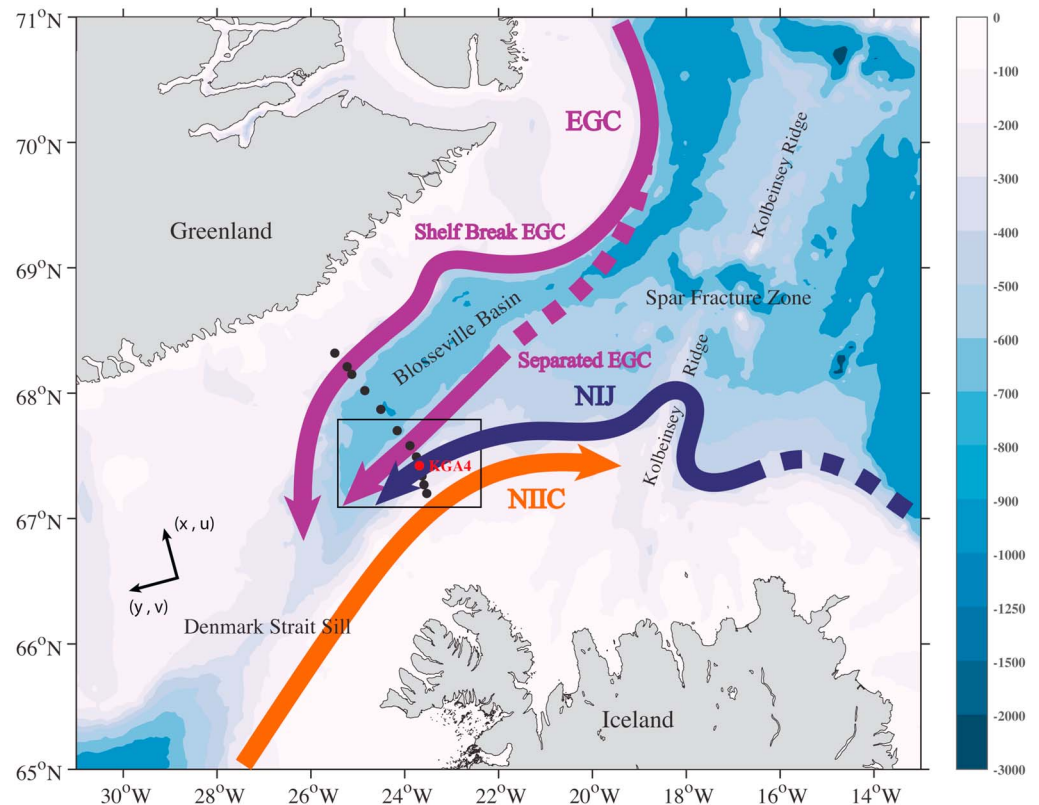 71°N
70°N
69°N
68°N
67°N
66°N
65°N
30°W
28°W
26°W
24°W
22°W
20°W
18°W
16°W
14°W
EGC
Kolbeinsey Ridge
Greenland
Shelf Break EGC
Spar Fracture Zone
Blosseville Basin
Separated EGC
Ridge
NIJ
Kolbeinsey
KGA4
NIIC
(x , u)
(y , v)
Denmark Strait Sill
Iceland
0
-100
-200
-300
-400
-500
-600
-700
-800
-1000
-1250
-1500
-2000
-3000